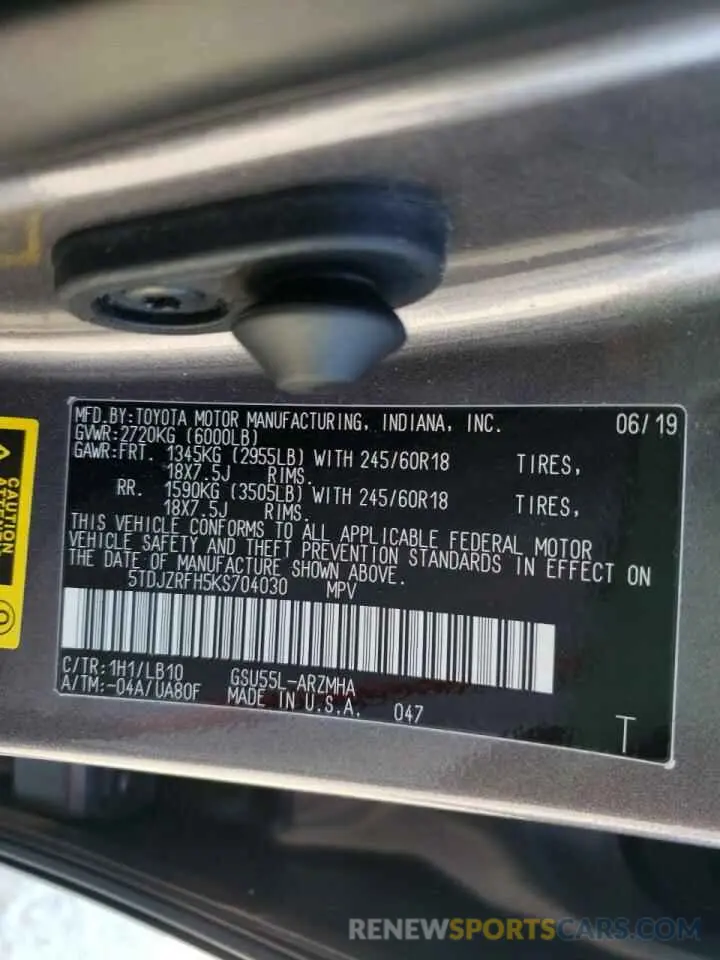 MFD.BY:TOYOTA MOTOR MANUFACTURING, INDIANA, INC. 06/19
GVWR:2720KG (6000LB)
GAWR:FRT. 1345KG (2955LB) WITH 245/60R18 TIRES,
18X7.5J RIMS.
RR. 1590KG (3505LB) WITH 245/60R18 TIRES,
18X7.5J RIMS.
THIS VEHICLE CONFORMS TO ALL APPLICABLE FEDERAL MOTOR
VEHICLE SAFETY AND THEFT PREVENTION STANDARDS IN EFFECT ON
THE DATE OF MANUFACTURE SHOWN ABOVE.
5TDJZRFH5KS704030 MPV
C/TR:1H1/LB10 GSU55L-ARZMHA
A/TM:-04A/UA80F MADE IN U.S.A. 047
T
CAUTION
RENEWSPORTSCARS.COM